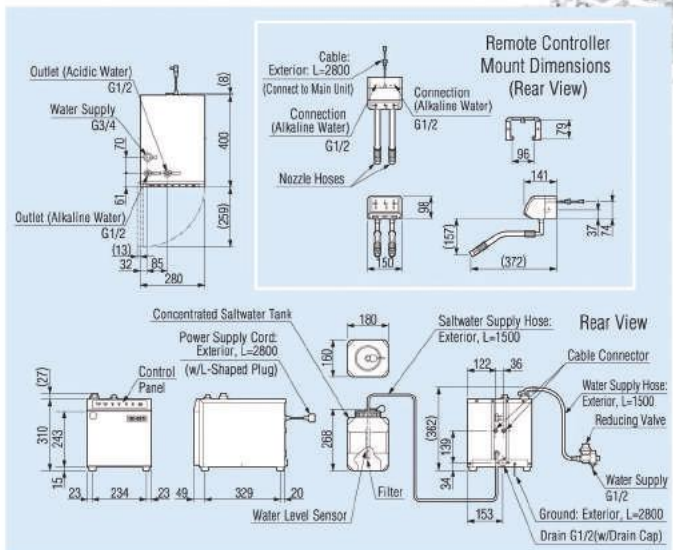 Outlet (Acidic Water)
G1/2
Water Supply
G3/4
70
61
Outlet (Alkaline Water)
G1/2
(13)
32
85
280
(8)
400
(259)
Remote Controller
Mount Dimensions
(Rear View)
Cable:
Exterior: L=2800
(Connect to Main Unit)
Connection
(Alkaline Water)
G1/2
Connection
(Alkaline Water)
G1/2
Nozzle Hoses
79
96
98
150
141
37
74
(157)
(372)
Concentrated Saltwater Tank
Power Supply Cord:
Exterior, L=2800
(w/L-Shaped Plug)
Control
Panel
(27)
310
243
15
23
234
23
49
329
20
180
160
268
Filter
Water Level Sensor
Saltwater Supply Hose:
Exterior, L=1500
Rear View
122
36
Cable Connector
Water Supply Hose:
Exterior, L=1500
Reducing Valve
(362)
139
34
153
Water Supply
G1/2
Ground: Exterior, L=2800
Drain G1/2(w/Drain Cap)